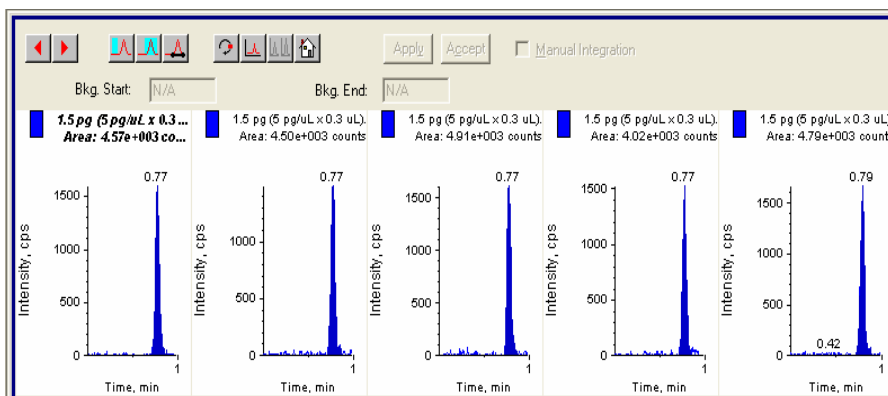 Apply
Accept
Manual Integration
Bkg. Start:
N/A
Bkg. End:
N/A
1.5 pg (5 pg/uL x 0.3 ...
Area: 4.57e+003 co...
0.77
1500
1000
500
0
Intensity, cps
1
Time, min
1.5 pg (5 pg/uL x 0.3 uL).
Area: 4.50e+003 counts
0.77
1500
1000
500
0
Intensity, cps
1
Time, min
1.5 pg (5 pg/uL x 0.3 uL).
Area: 4.91e+003 counts
0.77
1500
1000
500
0
Intensity, cps
1
Time, min
1.5 pg (5 pg/uL x 0.3 uL).
Area: 4.02e+003 counts
0.77
1500
1000
500
0
Intensity, cps
1
Time, min
1.5 pg (5 pg/uL x 0.3 uL).
Area: 4.79e+003 counts
0.79
1500
1000
500
0
0.42
Intensity, cps
1
Time, min